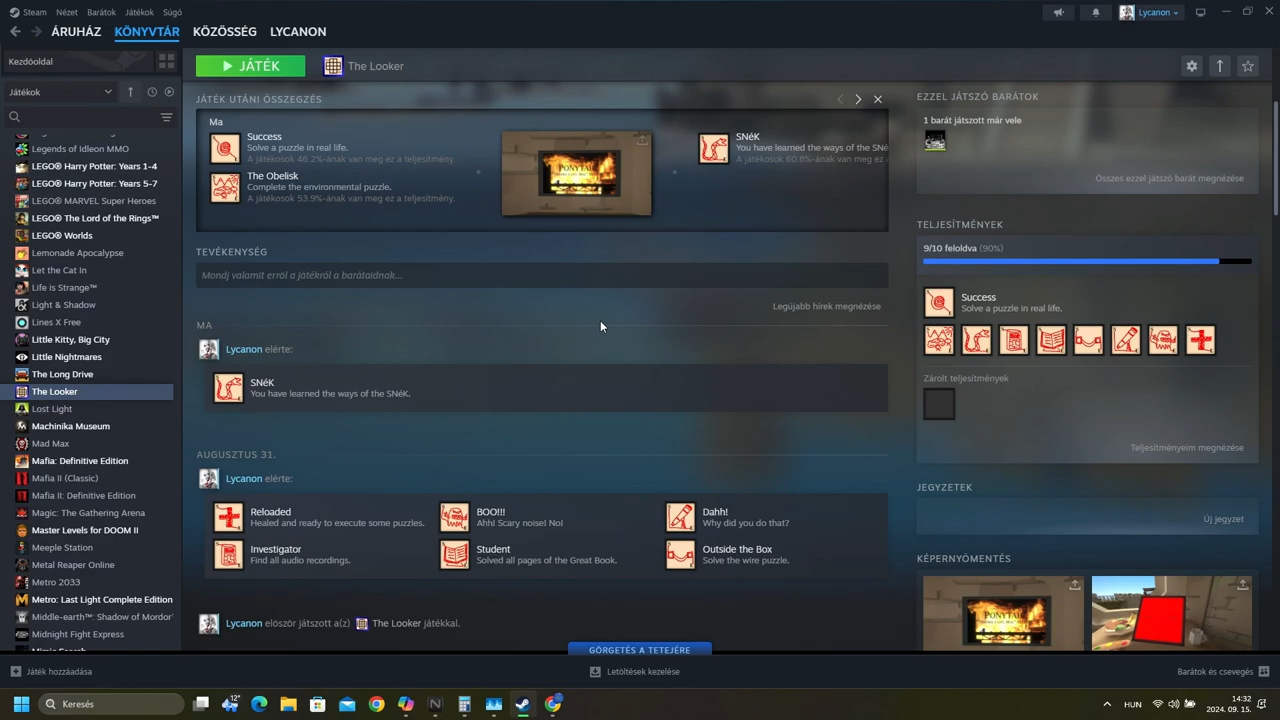 Steam Nézet Barátok Játékok Súgó
Lycanon
ÁRUHÁZ KÖNYVTÁR KÖZÖSSÉG LYCANON
Kezdőoldal
Játékok
Legends of Idleon MMO
LEGO® Harry Potter: Years 1-4
LEGO® Harry Potter: Years 5-7
LEGO® MARVEL Super Heroes
LEGO® The Lord of the Rings™
LEGO® Worlds
Lemonade Apocalypse
Let the Cat In
Life is Strange™
Light & Shadow
Lines X Free
Little Kitty, Big City
Little Nightmares
The Long Drive
The Looker
Lost Light
Machinika Museum
Mad Max
Mafia: Definitive Edition
Mafia II (Classic)
Mafia II: Definitive Edition
Magic: The Gathering Arena
Master Levels for DOOM II
Meeple Station
Metal Reaper Online
Metro 2033
Metro: Last Light Complete Edition
Middle-earth™: Shadow of Mordor
Midnight Fight Express
JÁTÉK
The Looker
JÁTÉK UTÁNI ÖSSZEGZÉS
Ma
Success
Solve a puzzle in real life.
A játékosok 46.2%-ának van meg ez a teljesítmény.
The Obelisk
Complete the environmental puzzle.
A játékosok 53.9%-ának van meg ez a teljesítmény.
PONYTAIL
SNéK
You have learned the ways of the SNé
A játékosok 60.8%-ának van meg ez a
TEVÉKENYSÉG
Mondj valamit erről a játékról a barátaidnak...
Legújabb hírek megnézése
MA
Lycanon elérte:
SNéK
You have learned the ways of the SNéK.
AUGUSZTUS 31.
Lycanon elérte:
Reloaded
Healed and ready to execute some puzzles.
BOO!!!
Ahh! Scary noise! No!
Dahh!
Why did you do that?
Investigator
Find all audio recordings.
Student
Solved all pages of the Great Book.
Outside the Box
Solve the wire puzzle.
Lycanon először játszott a(z) The Looker játékkal.
GÖRGETÉS A TETEJÉRE
EZZEL JÁTSZÓ BARÁTOK
1 barát játszott már vele
Összes ezzel játszó barát megnézése
TELJESÍTMÉNYEK
9/10 feloldva (90%)
Success
Solve a puzzle in real life.
Zárolt teljesítmények
Teljesítményeim megnézése
JEGYZETEK
Új jegyzet
KÉPERNYŐMENTÉS
PONYTAIL
Játék hozzáadása
Letöltések kezelése
Barátok és csevegés
Keresés
12°
HUN
14:32
2024. 09. 15.